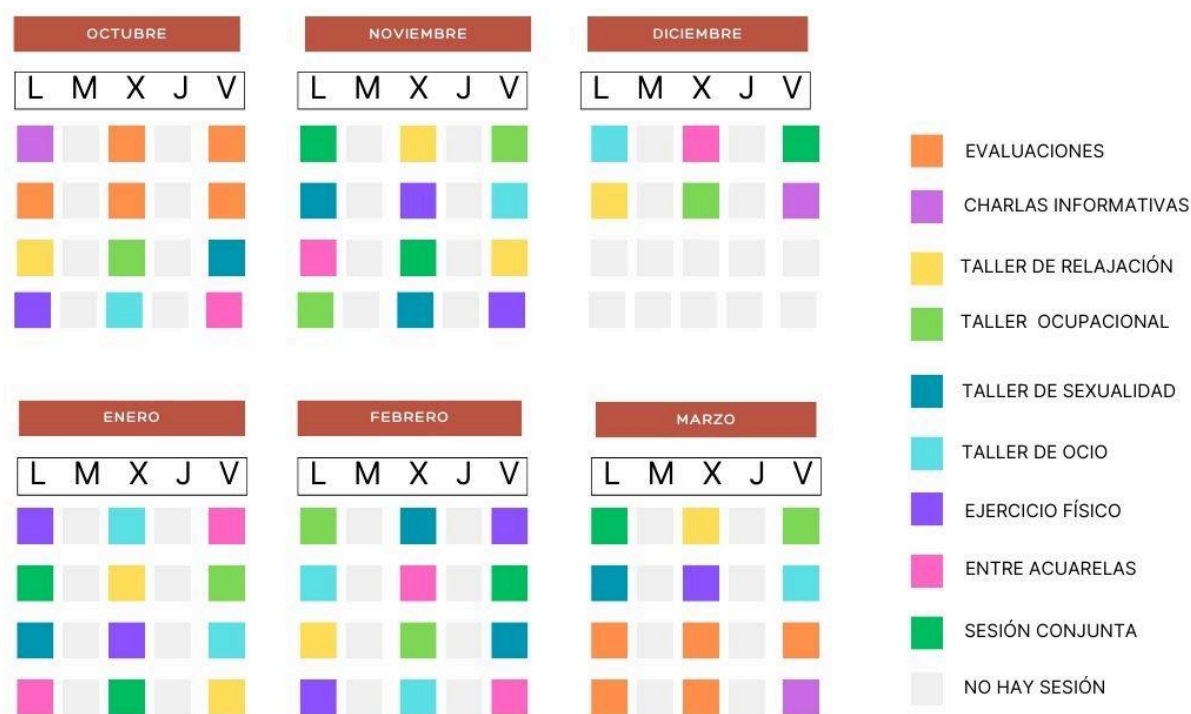 OCTUBRE
L M X J V
NOVIEMBRE
L M X J V
DICIEMBRE
L M X J V
ENERO
L M X J V
FEBRERO
L M X J V
MARZO
L M X J V
EVALUACIONES
CHARLAS INFORMATIVAS
TALLER DE RELAJACIÓN
TALLER OCUPACIONAL
TALLER DE SEXUALIDAD
TALLER DE OCIO
EJERCICIO FÍSICO
ENTRE ACUARELAS
SESIÓN CONJUNTA
NO HAY SESIÓN